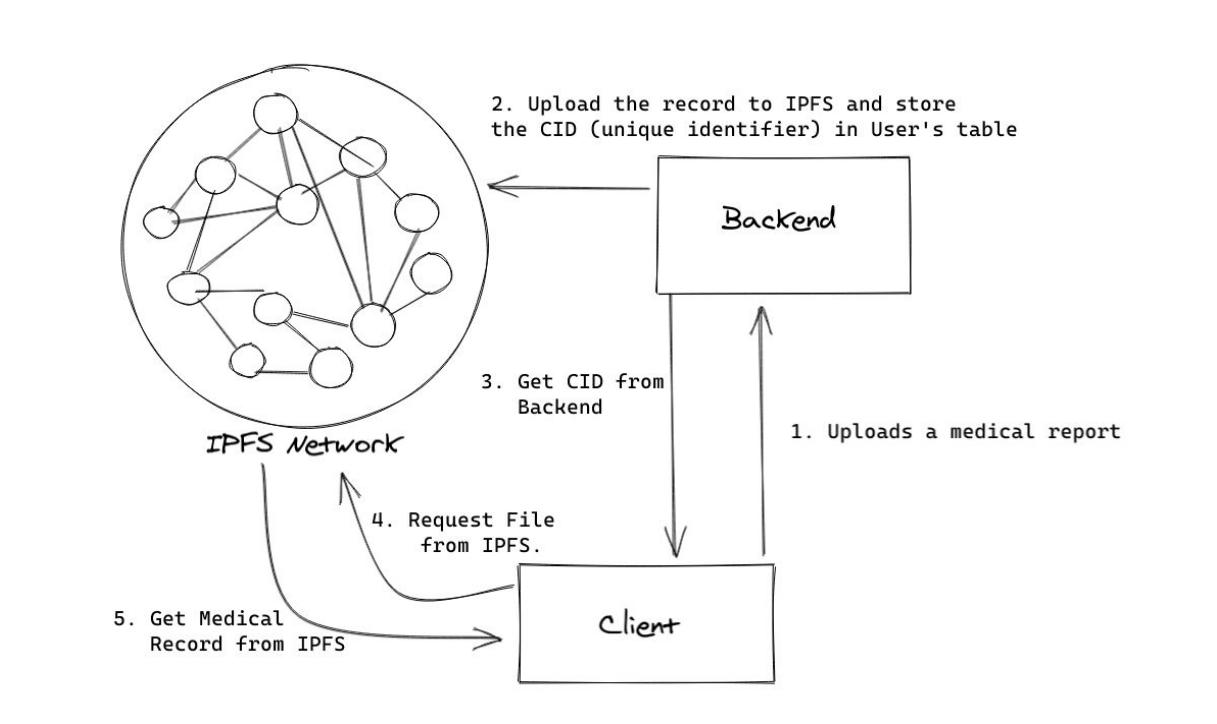 2. Upload the record to IPFS and store
the CID (unique identifier) in User's table
Backend
3. Get CID from
Backend
1. Uploads a medical report
IPFS Network
4. Request File
from IPFS.
Client
5. Get Medical
Record from IPFS